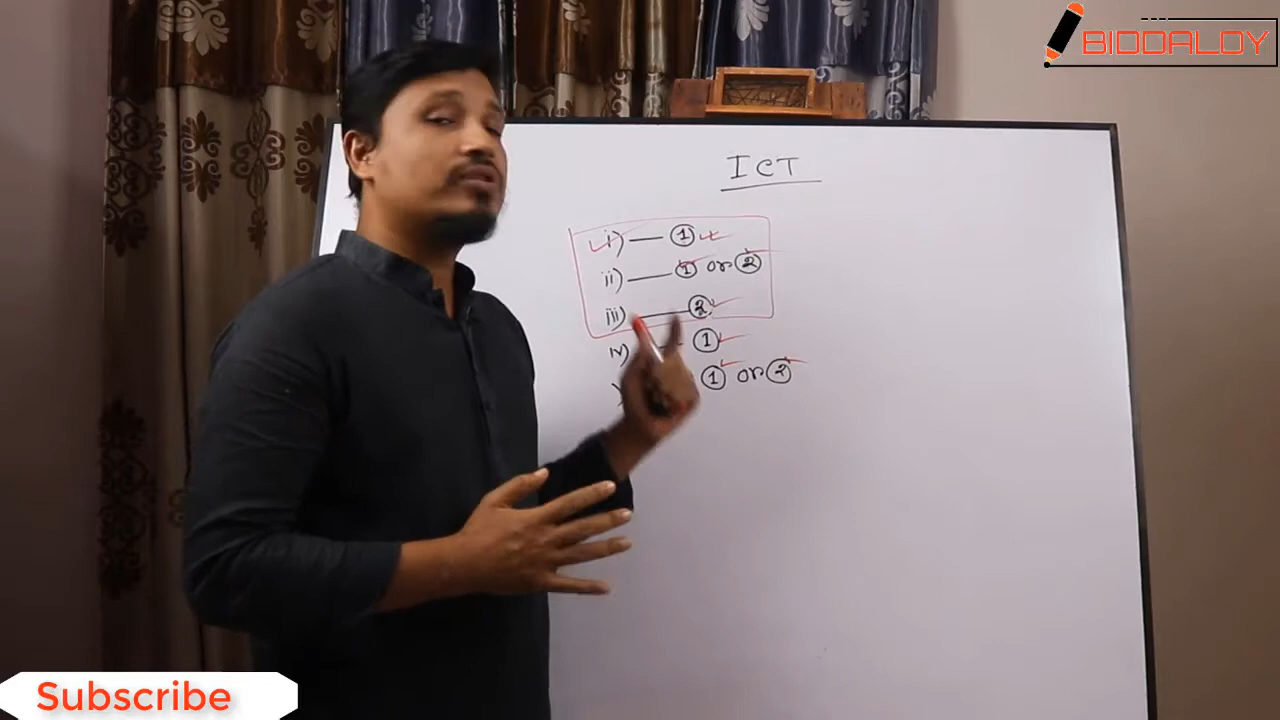 BIDDALOY
ICT
i) — ①
ii) — ① or ②
iii) — ②
iv) — ①
① or ②
Subscribe